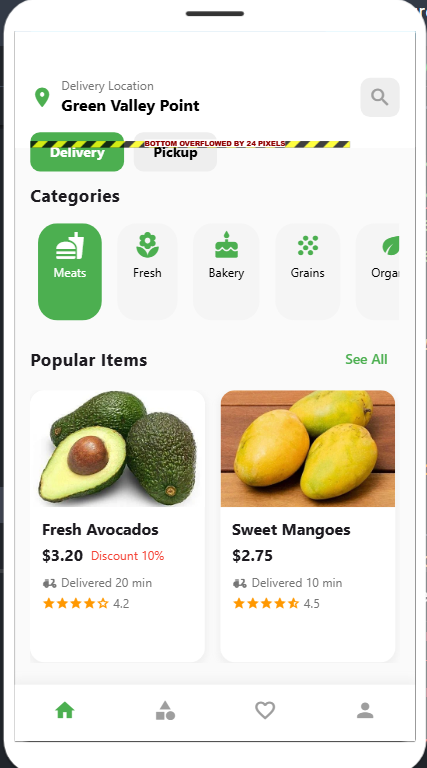 Delivery Location
Green Valley Point
BOTTOM OVERFLOWED BY 24 PIXELS
Delivery Pickup
Categories
Meats Fresh Bakery Grains Orga
Popular Items See All
Fresh Avocados Sweet Mangoes
$3.20 Discount 10% $2.75
Delivered 20 min Delivered 10 min
4.2 4.5